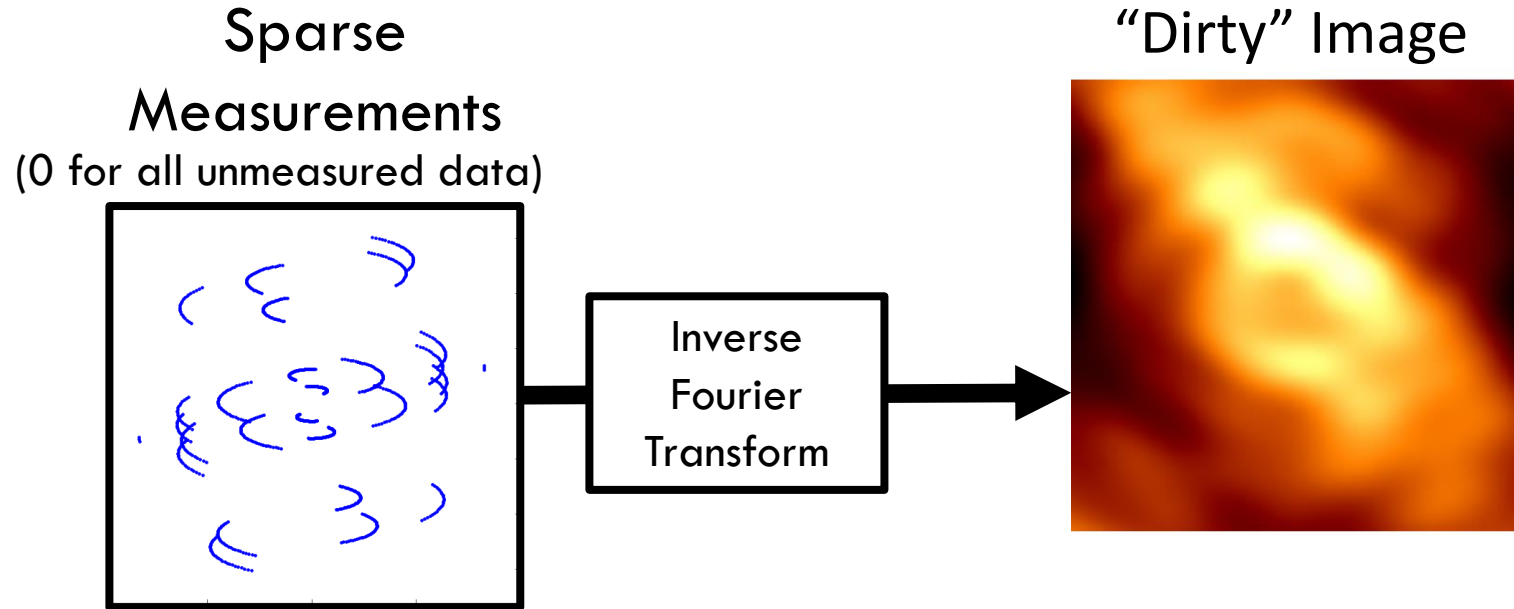 Sparse
Measurements
(0 for all unmeasured data)
Inverse
Fourier
Transform
“Dirty” Image